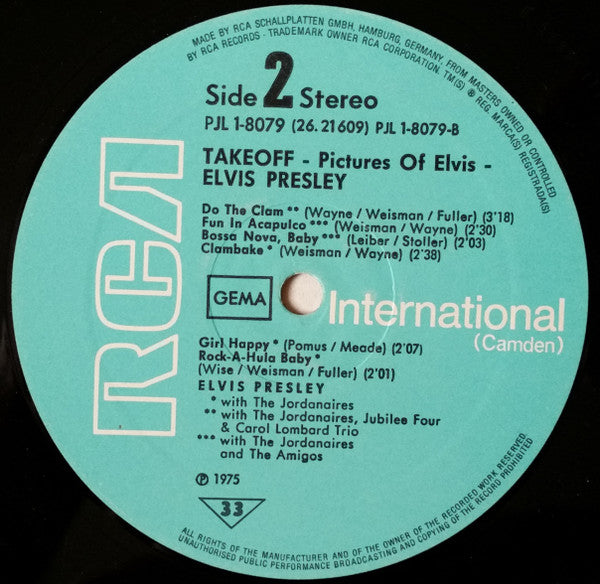 MADE BY RCA SCHALLPLATTEN GMBH, HAMBURG, GERMANY, FROM MASTERS OWNED OR CONTROLLED
BY RCA RECORDS - TRADEMARK OWNER RCA CORPORATION, TM(S) ® REG. MARCA(S) REGISTRADA(S)
Side 2 Stereo
PJL 1-8079 (26.21609) PJL 1-8079-B
TAKEOFF - Pictures Of Elvis -
ELVIS PRESLEY
RCA
Do The Clam ** (Wayne / Weisman / Fuller) (3'18)
Fun In Acapulco *** (Weisman / Wayne) (2'30)
Bossa Nova, Baby *** (Leiber / Stoller) (2'03)
Clambake * (Weisman / Wayne) (2'38)
GEMA
International
(Camden)
Girl Happy * (Pomus / Meade) (2'07)
Rock-A-Hula Baby *
(Wise / Weisman / Fuller) (2'01)
ELVIS PRESLEY
* with The Jordanaires
** with The Jordanaires, Jubilee Four
& Carol Lombard Trio
*** with The Jordanaires
and The Amigos
℗ 1975
33
ALL RIGHTS OF THE MANUFACTURER AND OF THE OWNER OF THE RECORDED WORK RESERVED.
UNAUTHORISED PUBLIC PERFORMANCE BROADCASTING AND COPYING OF THE RECORD PROHIBITED